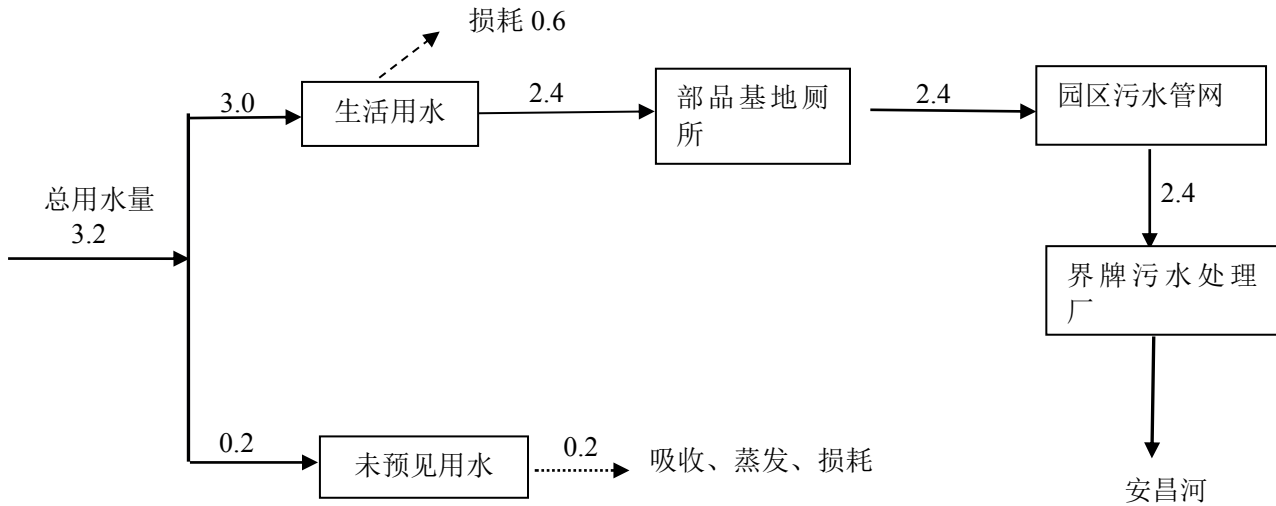 损耗 0.6
3.0
生活用水
2.4
部品基地厕
所
2.4
园区污水管网
2.4
总用水量
3.2
界牌污水处理
厂
0.2
未预见用水
0.2
吸收、蒸发、损耗
安昌河